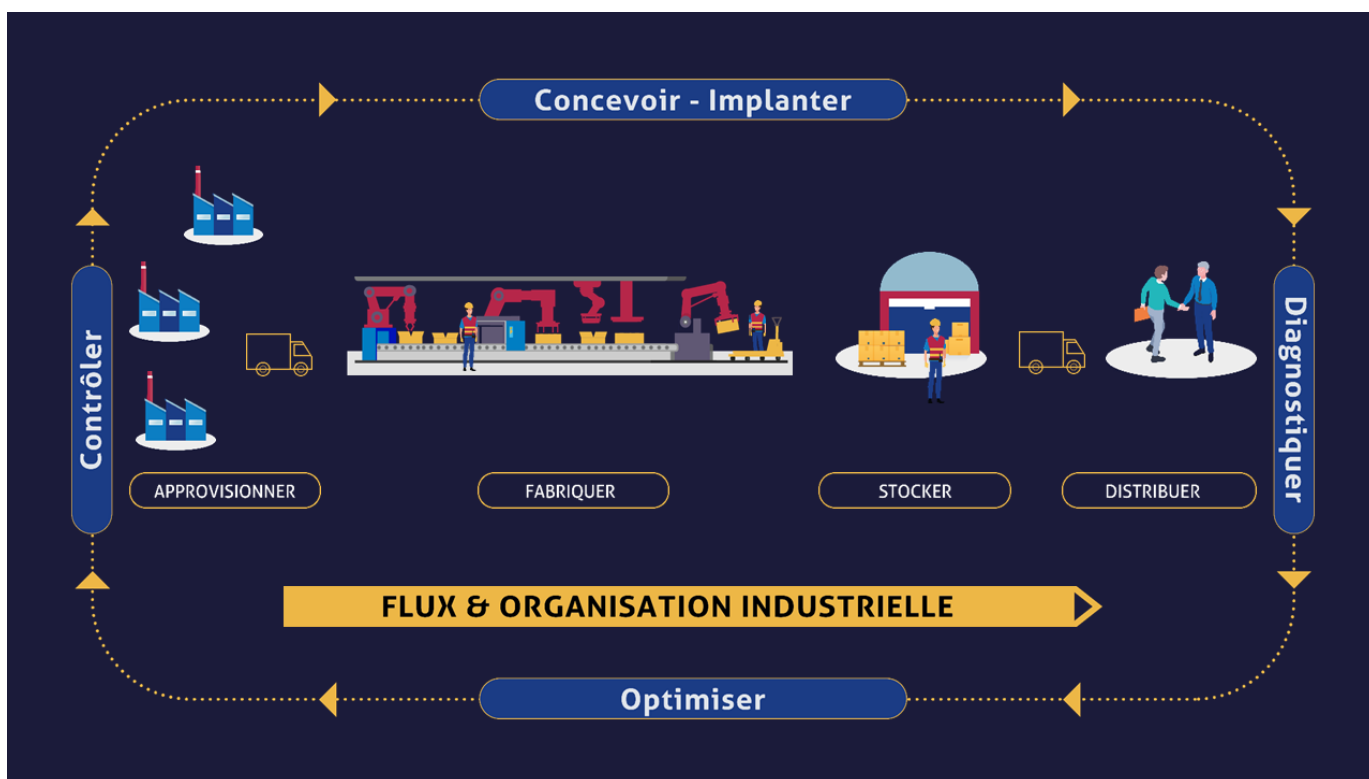 Concevoir - Implanter
Contrôler
Diagnostiquer
APPROVISIONNER
FABRIQUER
STOCKER
DISTRIBUER
FLUX & ORGANISATION INDUSTRIELLE
Optimiser